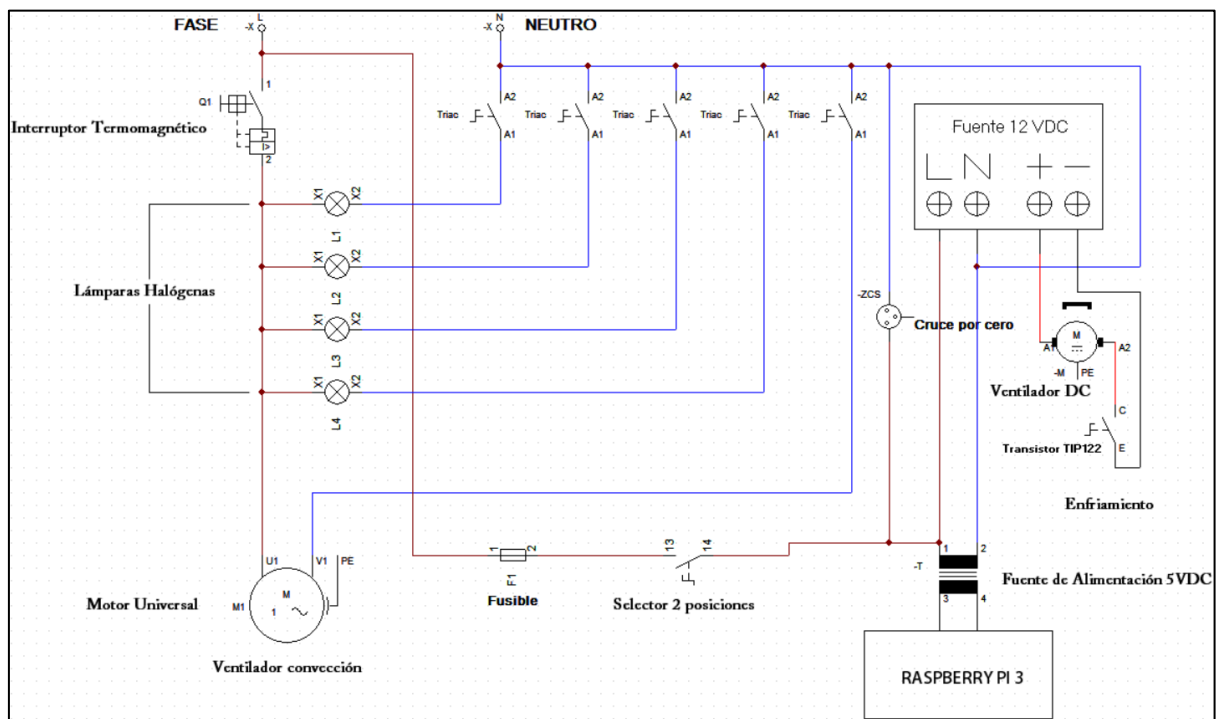 FASE
L
-X
N
-X
NEUTRO
1
Q1
I>
2
Interruptor Termomagnético
Triac
A2
A1
Triac
A2
A1
Triac
A2
A1
Triac
A2
A1
Triac
A2
A1
Fuente 12 VDC
L N + −
X1
X2
L1
X1
X2
L2
X1
X2
L3
X1
X2
L4
Lámparas Halógenas
-ZCS
Cruce por cero
M
A1
A2
-M
PE
Ventilador DC
C
E
Transistor TIP122
Enfriamiento
1
2
F1
Fusible
13
14
Selector 2 posiciones
1
2
-T
3
4
Fuente de Alimentación 5VDC
U1
V1
PE
M
1
M1
Motor Universal
Ventilador convección
RASPBERRY PI 3